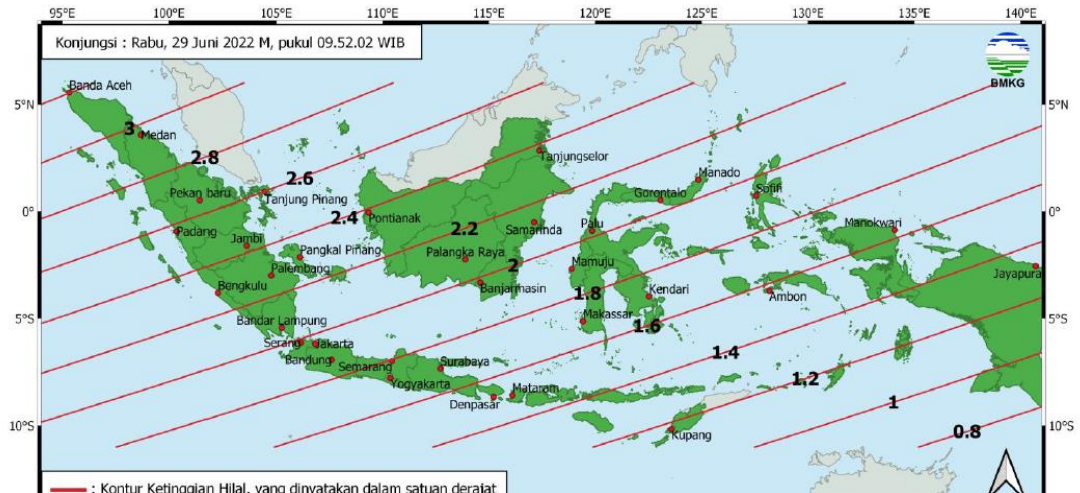 95°E 100°E 105°E 110°E 115°E 120°E 125°E 130°E 135°E 140°E
Konjungsi : Rabu, 29 Juni 2022 M, pukul 09.52.02 WIB
BMKG
Banda Aceh
5°N 5°N
3 Medan
2.8
Tanjungselor
2.6
Pekan baru
Tanjung Pinang
Manado
Gorontalo
Sofifi
0° 0°
2.4 Pontianak
2.2
Samarinda
Palu
Manokwari
Padang
Jambi
Pangkal Pinang
Palangka Raya
2
Mamuju
Jayapura
Palembang
Bengkulu
Banjarmasin
1.8
Kendari
Ambon
5°S 5°S
Bandar Lampung
Makassar
1.6
Serang
Jakarta
Bandung
Semarang
Surabaya
1.4
Yogyakarta
Denpasar
Mataram
1.2
1
10°S 10°S
Kupang
0.8
: Kontur Ketinggian Hilal, yang dinyatakan dalam satuan derajat